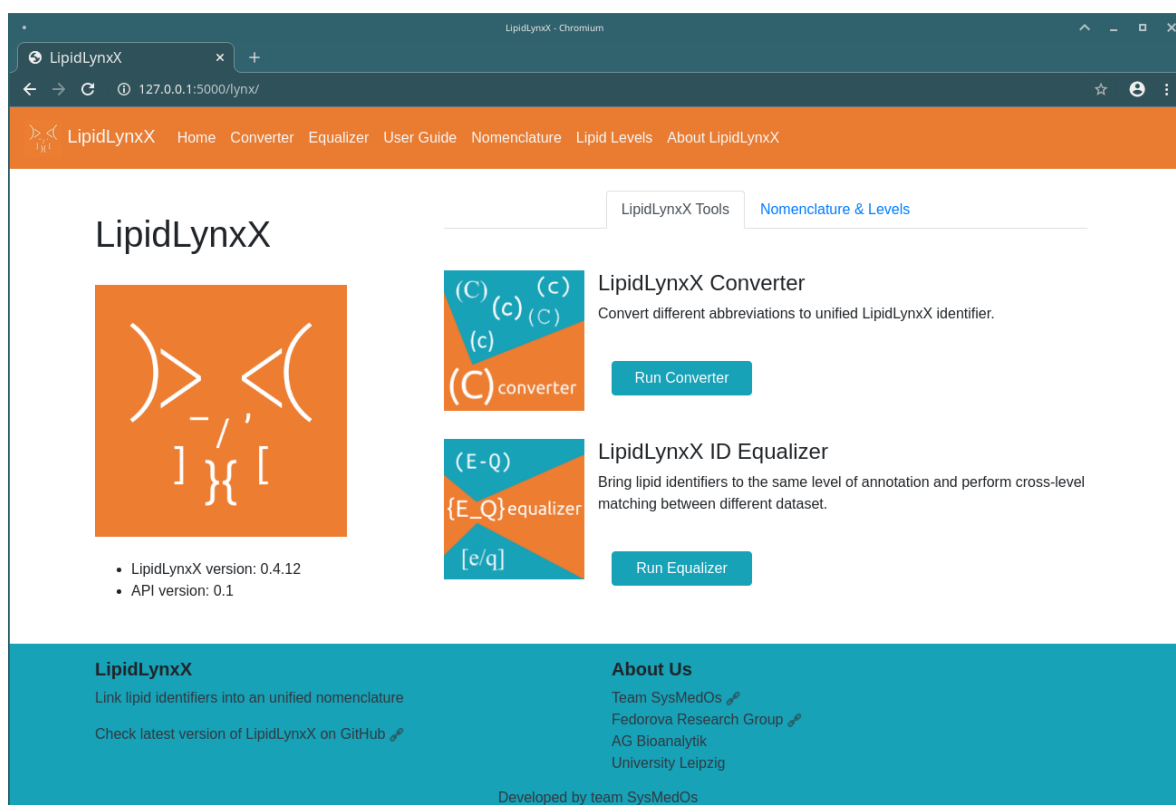 LipidLynxX - Chromium
LipidLynxX
127.0.0.1:5000/lynx/
LipidLynxX Home Converter Equalizer User Guide Nomenclature Lipid Levels About LipidLynxX
LipidLynxX
)> <(
_/'
] }{ [
LipidLynxX version: 0.4.12
API version: 0.1
LipidLynxX Tools Nomenclature & Levels
(C) (c)
(c) (C)
(c)
(C) converter
LipidLynxX Converter
Convert different abbreviations to unified LipidLynxX identifier.
Run Converter
(E-Q)
{E_Q} equalizer
[e/q]
LipidLynxX ID Equalizer
Bring lipid identifiers to the same level of annotation and perform cross-level
matching between different dataset.
Run Equalizer
LipidLynxX
Link lipid identifiers into an unified nomenclature
Check latest version of LipidLynxX on GitHub
About Us
Team SysMedOs
Fedorova Research Group
AG Bioanalytik
University Leipzig
Developed by team SysMedOs